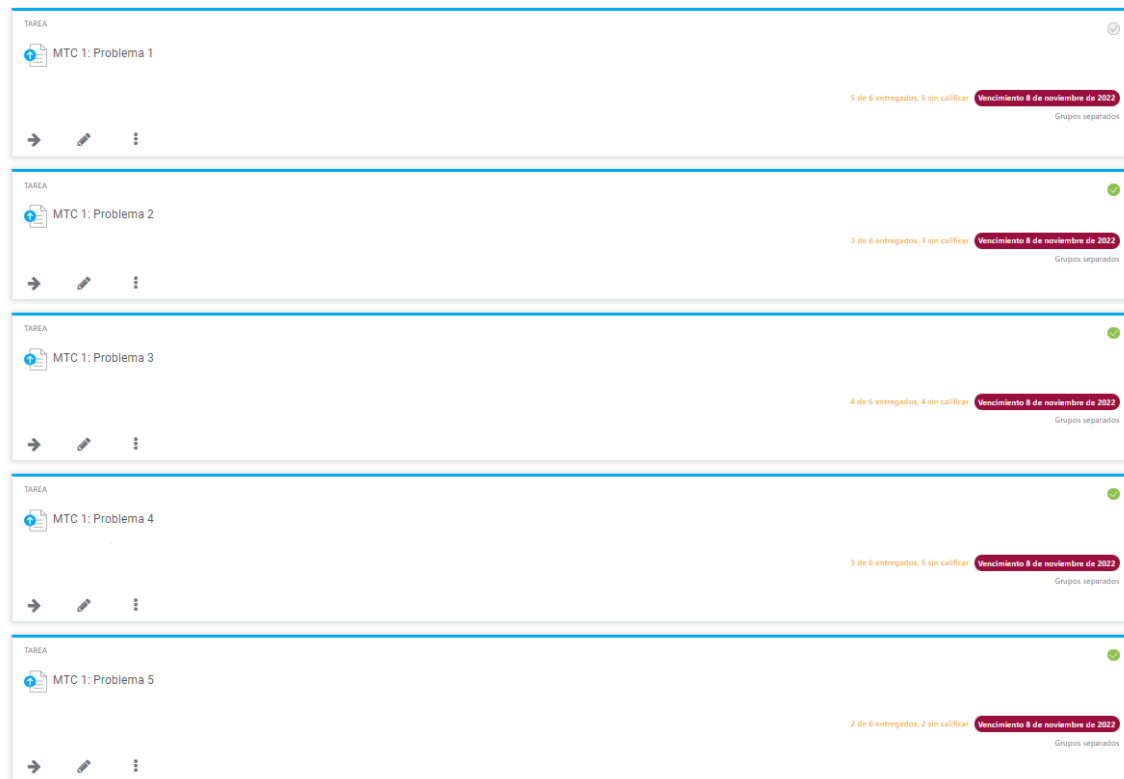 TAREA
MTC 1: Problema 1
5 de 6 entregados, 5 sin calificar Vencimiento 8 de noviembre de 2022
Grupos separados
TAREA
MTC 1: Problema 2
3 de 6 entregados, 3 sin calificar Vencimiento 8 de noviembre de 2022
Grupos separados
TAREA
MTC 1: Problema 3
4 de 6 entregados, 4 sin calificar Vencimiento 8 de noviembre de 2022
Grupos separados
TAREA
MTC 1: Problema 4
5 de 6 entregados, 5 sin calificar Vencimiento 8 de noviembre de 2022
Grupos separados
TAREA
MTC 1: Problema 5
2 de 6 entregados, 2 sin calificar Vencimiento 8 de noviembre de 2022
Grupos separados